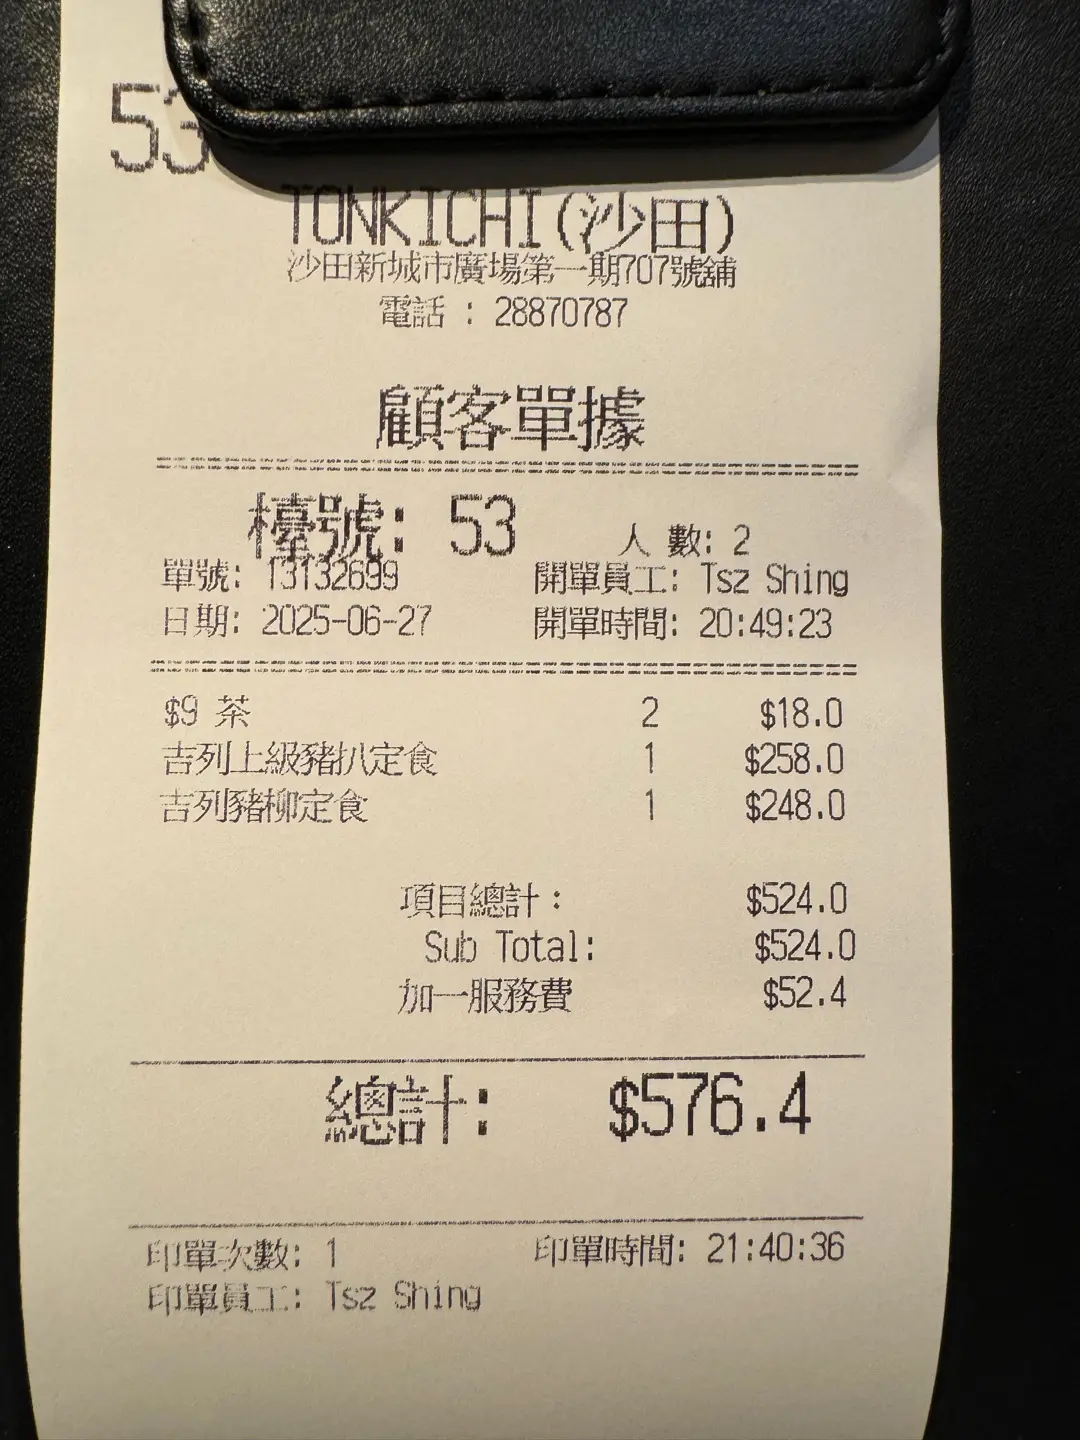 53
TONKICHI(沙田)
沙田新城市廣場第一期707號舖
電話 : 28870787
顧客單據
檯號: 53 人 數: 2
單號: 13132699 開單員工: Tsz Shing
日期: 2025-06-27 開單時間: 20:49:23
$9 茶 2 $18.0
吉列上級豬扒定食 1 $258.0
吉列豬柳定食 1 $248.0
項目總計: $524.0
Sub Total: $524.0
加一服務費 $52.4
總計: $576.4
印單次數: 1 印單時間: 21:40:36
印單員工: Tsz Shing